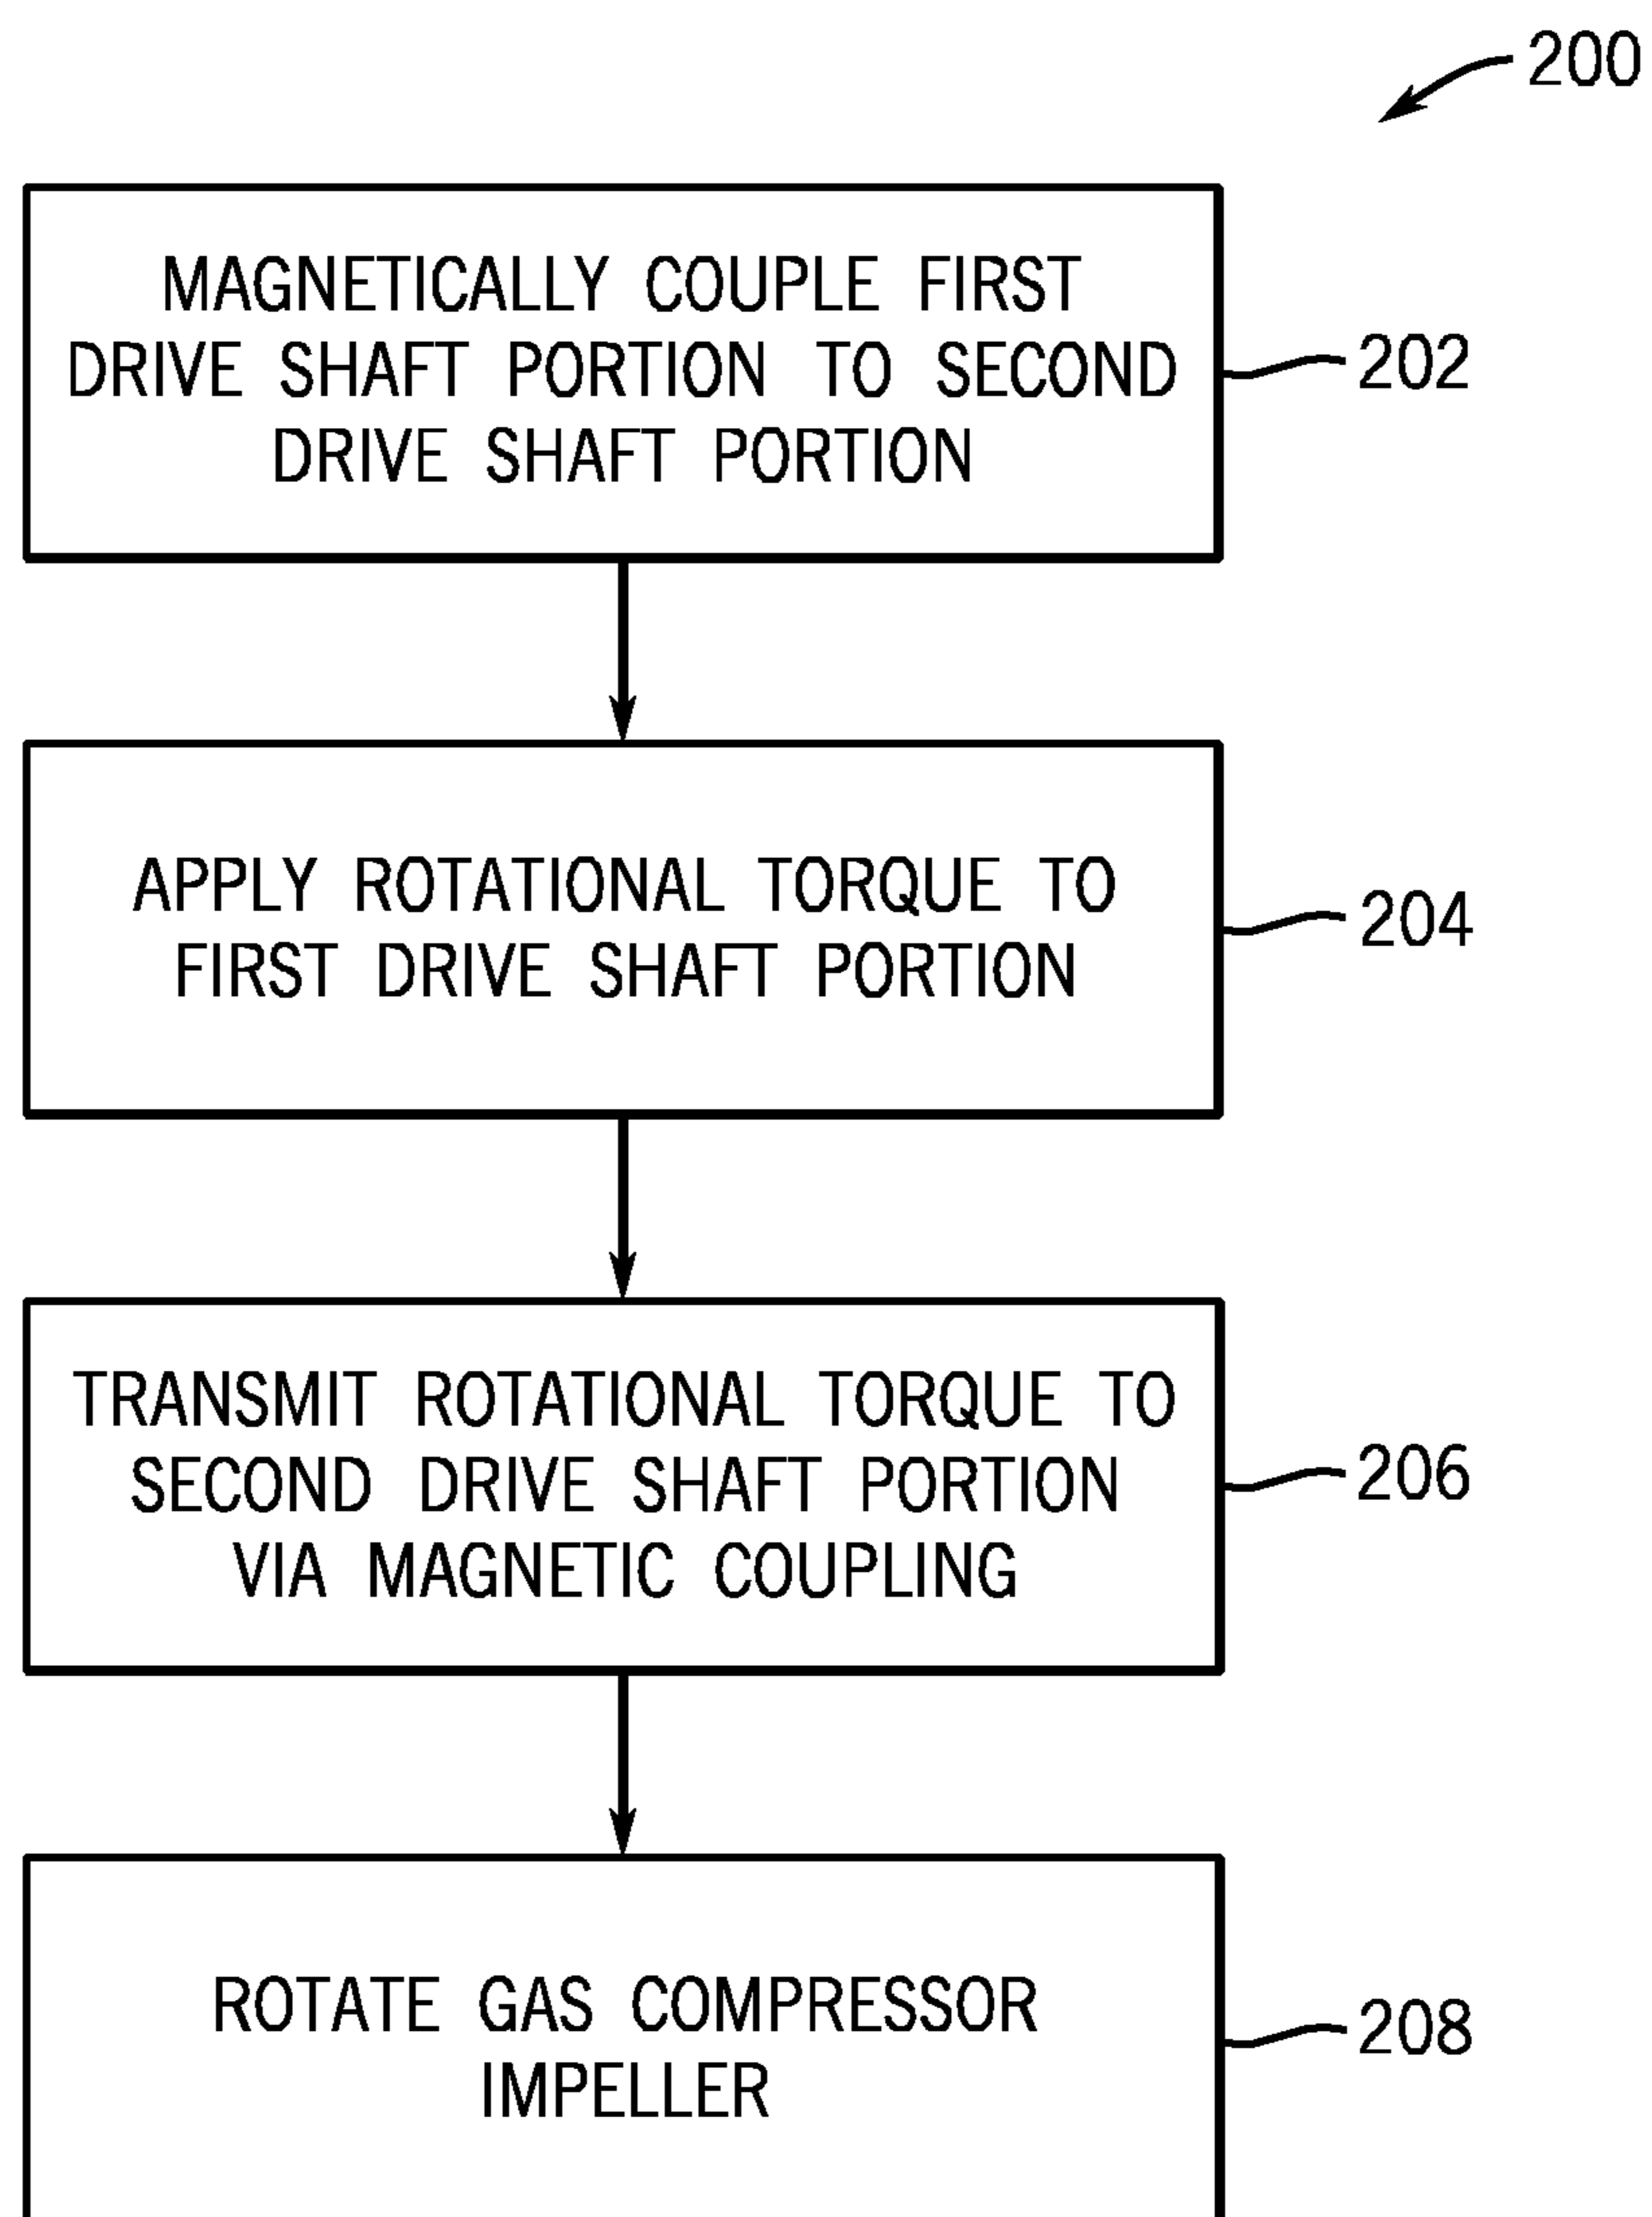 200
MAGNETICALLY COUPLE FIRST
DRIVE SHAFT PORTION TO SECOND
DRIVE SHAFT PORTION
202
APPLY ROTATIONAL TORQUE TO
FIRST DRIVE SHAFT PORTION
204
TRANSMIT ROTATIONAL TORQUE TO
SECOND DRIVE SHAFT PORTION
VIA MAGNETIC COUPLING
206
ROTATE GAS COMPRESSOR
IMPELLER
208